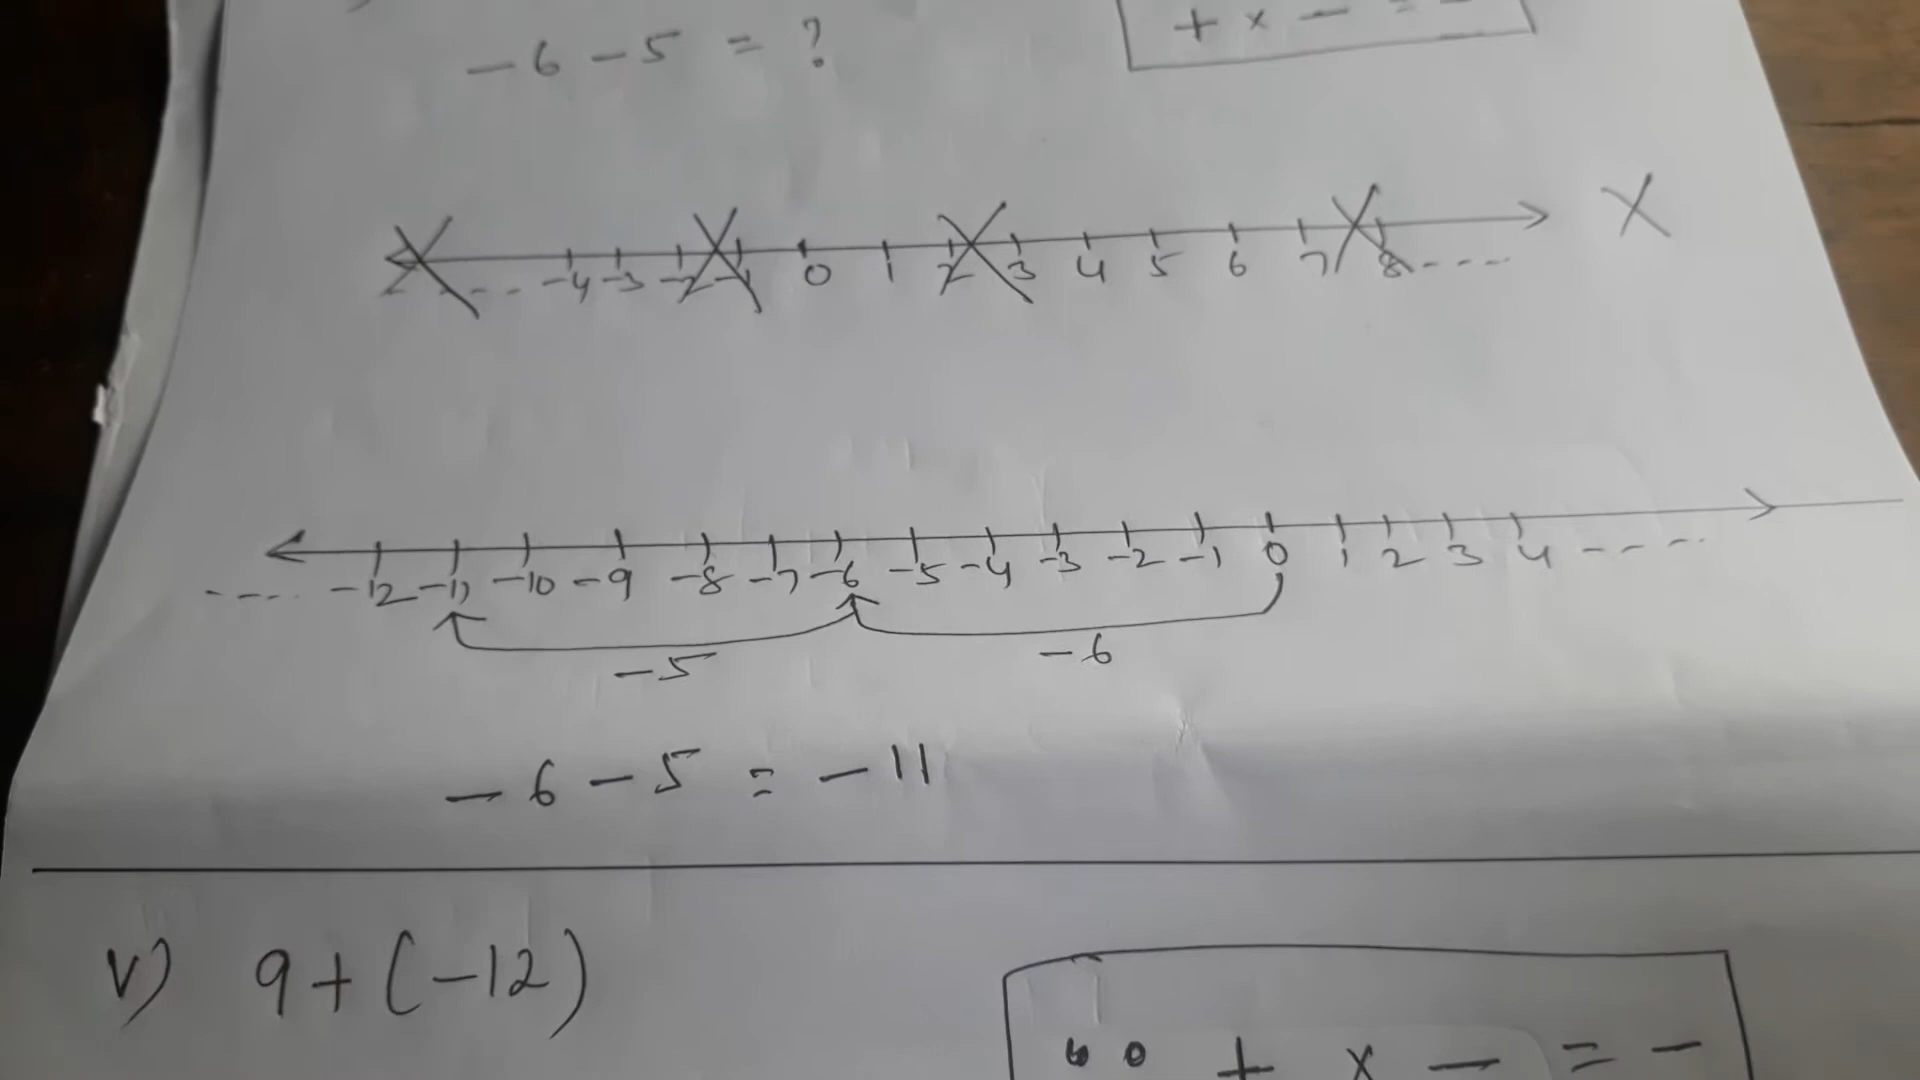 -6-5 = ?
+ x - = -
X
---- -4 -3 -2 -1 0 1 2 3 4 5 6 7 8 ----
---- -12 -11 -10 -9 -8 -7 -6 -5 -4 -3 -2 -1 0 1 2 3 4 ----
-5 -6
-6-5 = -11
v) 9+(-12)
+ x - = -